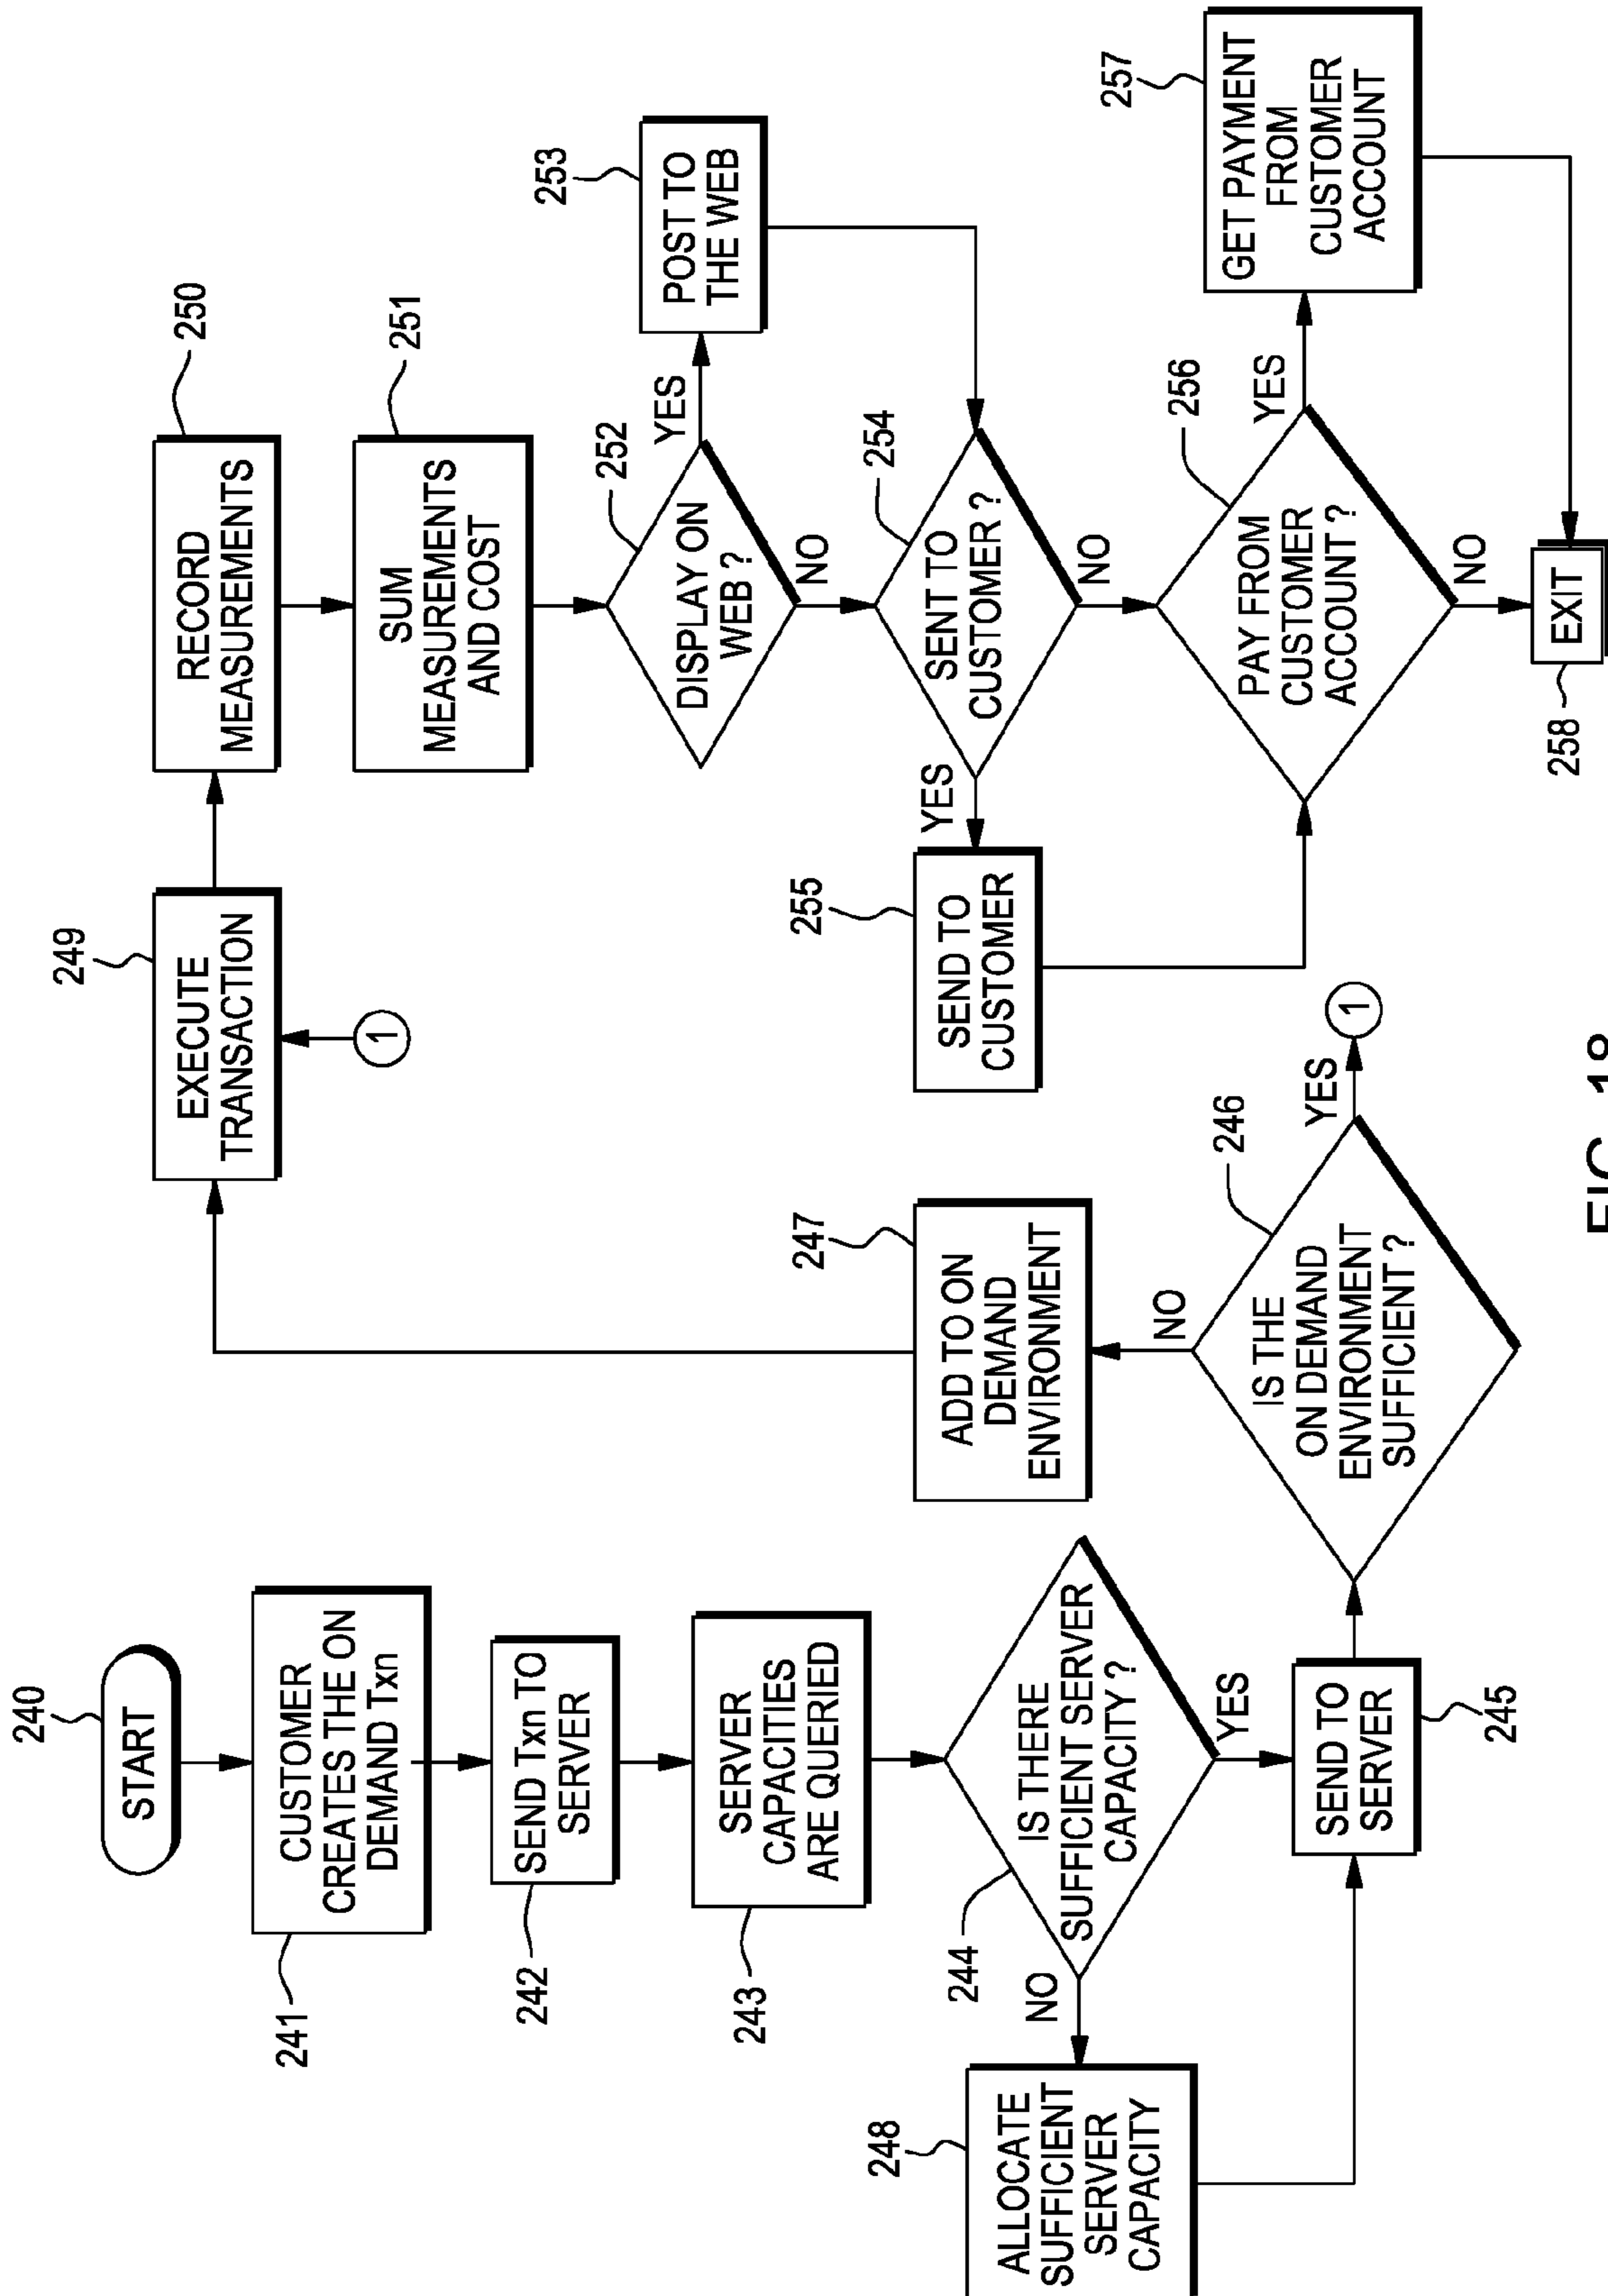 240
START
241
CUSTOMER
CREATES THE ON
DEMAND Txn
242
SEND Txn TO
SERVER
243
SERVER
CAPACITIES
ARE QUERIED
244
IS THERE
SUFFICIENT SERVER
CAPACITY ?
NO
YES
248
ALLOCATE
SUFFICIENT
SERVER
CAPACITY
SEND TO
SERVER
245
246
IS THE
ON DEMAND
ENVIRONMENT
SUFFICIENT ?
NO
YES
1
247
ADD TO ON
DEMAND
ENVIRONMENT
249
EXECUTE
TRANSACTION
1
250
RECORD
MEASUREMENTS
251
SUM
MEASUREMENTS
AND COST
252
DISPLAY ON
WEB ?
YES
NO
253
POST TO
THE WEB
254
SENT TO
CUSTOMER ?
YES
NO
255
SEND TO
CUSTOMER
256
PAY FROM
CUSTOMER
ACCOUNT ?
YES
NO
257
GET PAYMENT
FROM
CUSTOMER
ACCOUNT
258
EXIT
FIG. 18